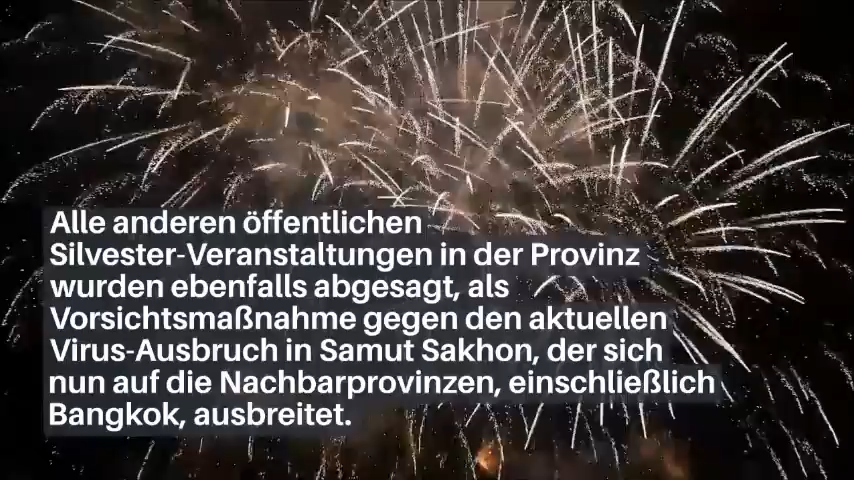 Alle anderen öffentlichen
Silvester-Veranstaltungen in der Provinz
wurden ebenfalls abgesagt, als
Vorsichtsmaßnahme gegen den aktuellen
Virus-Ausbruch in Samut Sakhon, der sich
nun auf die Nachbarprovinzen, einschließlich
Bangkok, ausbreitet.